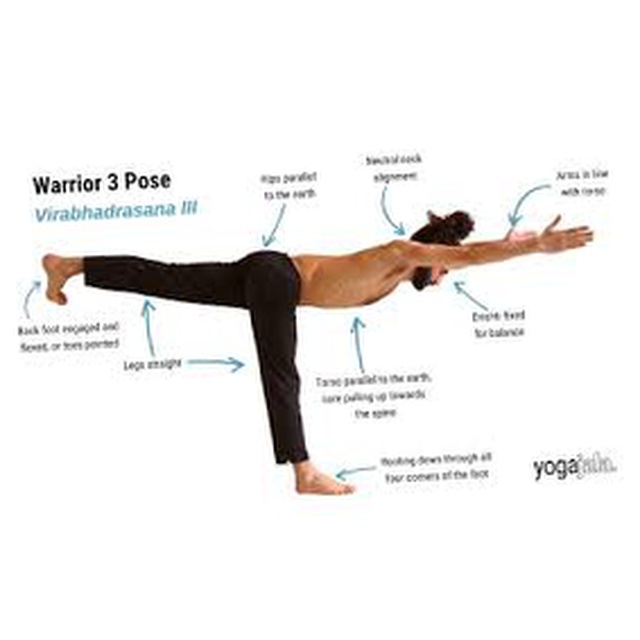 Warrior 3 Pose
Virabhadrasana III
Hips parallel
to the earth
Neutral neck
alignment
Arms in line
with torso
Back foot engaged and
flexed, or toes pointed
Legs straight
fixed
for balance
Torso parallel to the earth,
core pulling up towards
the spine
Rooting down through all
four corners of the foot
yogajala.